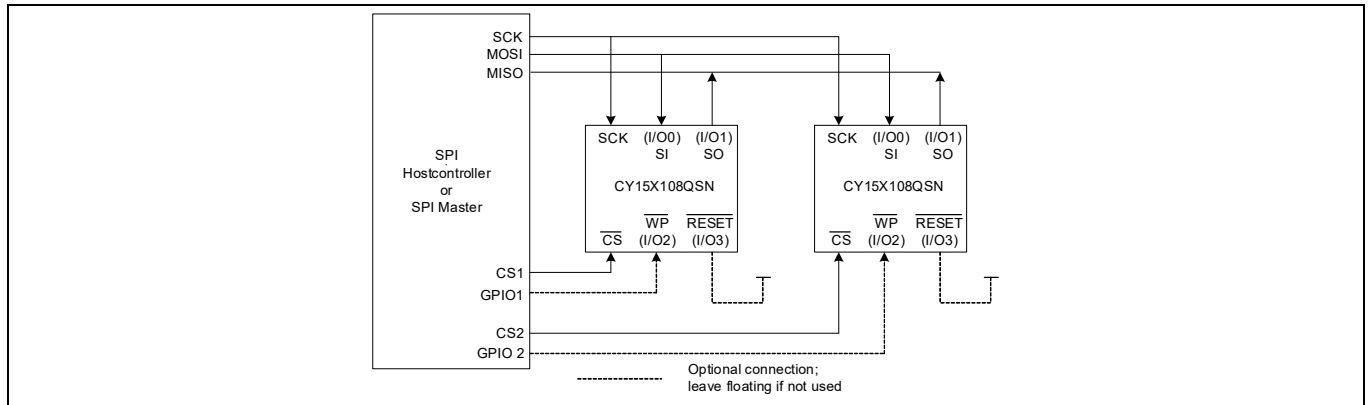 SCK
MOSI
MISO
SPI
Hostcontroller
or
SPI Master
CS1
GPIO1
CS2
GPIO 2
SCK (I/O0) (I/O1)
SI SO
CY15X108QSN
WP RESET
CS (I/O2) (I/O3)
SCK (I/O0) (I/O1)
SI SO
CY15X108QSN
WP RESET
CS (I/O2) (I/O3)
Optional connection;
leave floating if not used